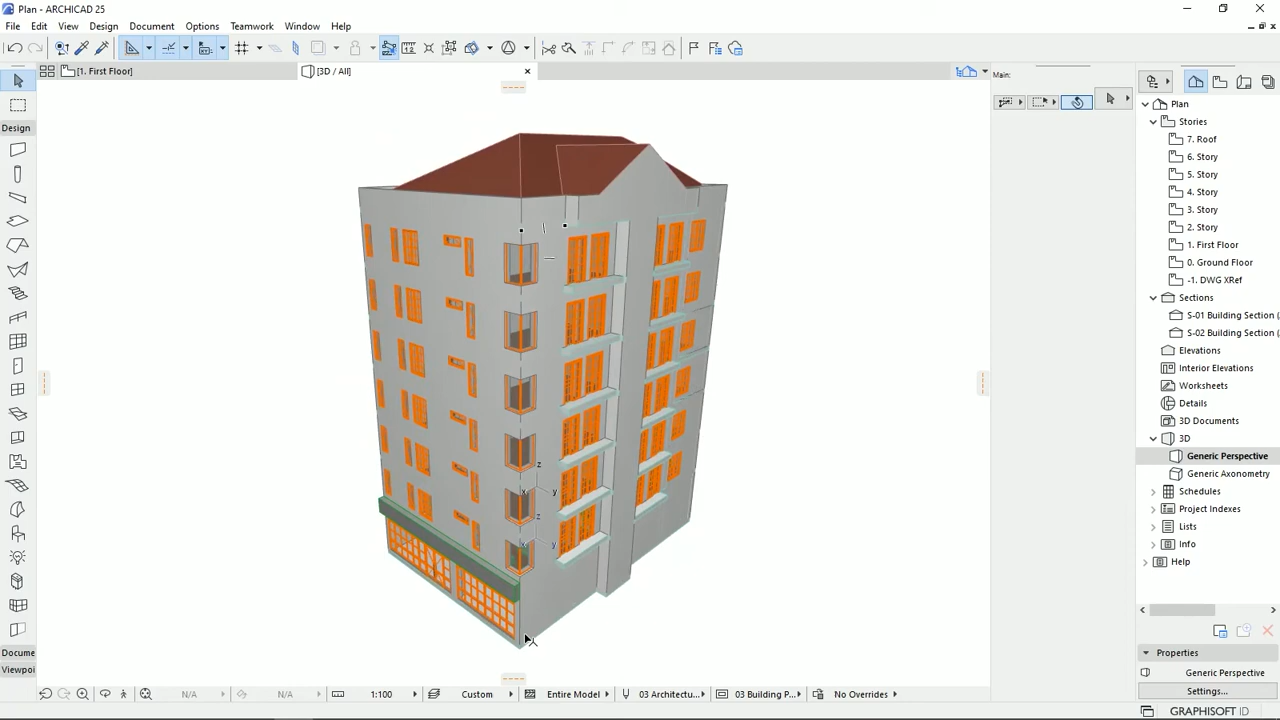 Plan - ARCHICAD 25
File Edit View Design Document Options Teamwork Window Help
[1. First Floor]
[3D / All]
Main:
Design
Plan
Stories
7. Roof
6. Story
5. Story
4. Story
3. Story
2. Story
1. First Floor
0. Ground Floor
-1. DWG XRef
Sections
S-01 Building Section (
S-02 Building Section (
Elevations
Interior Elevations
Worksheets
Details
3D Documents
3D
Generic Perspective
Generic Axonometry
Schedules
Project Indexes
Lists
Info
Help
z
x y
z
x y
Docume
Viewpoi
Properties
Generic Perspective
Settings...
N/A N/A 1:100 Custom Entire Model 03 Architectu... 03 Building P... No Overrides
GRAPHISOFT ID